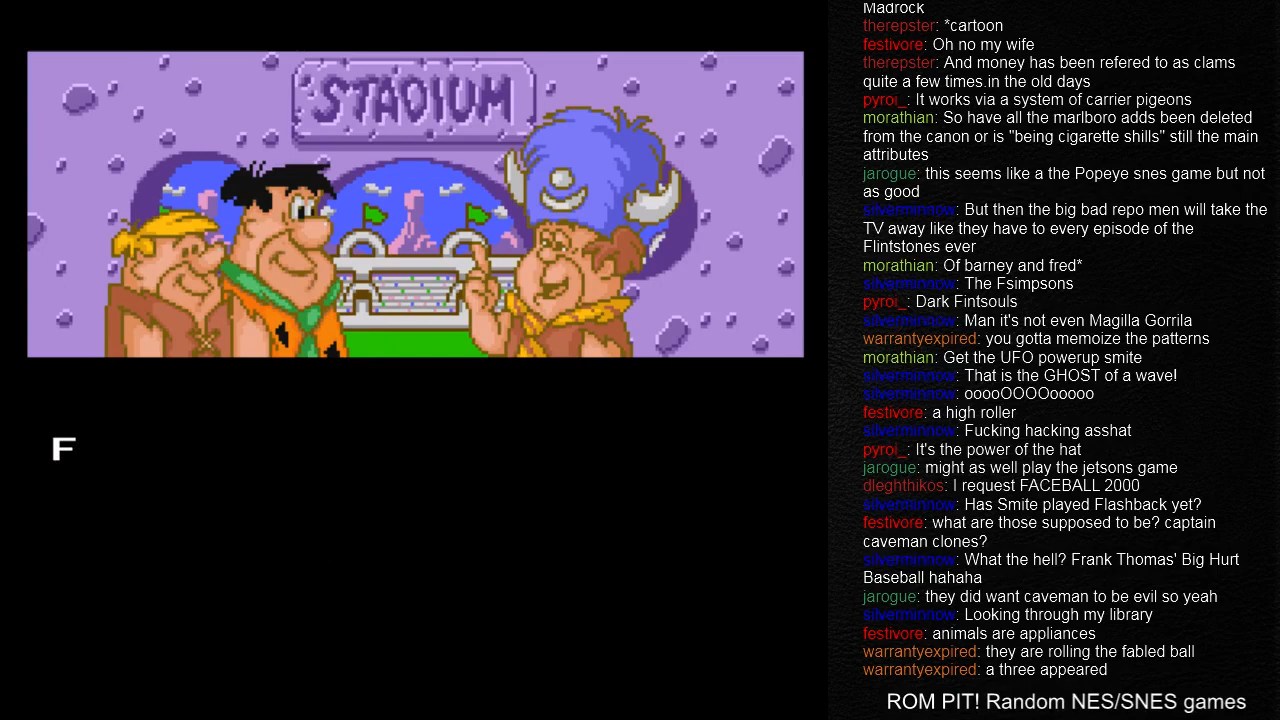 STADIUM
F
Madrock
therepster: *cartoon
festivore: Oh no my wife
therepster: And money has been refered to as clams
quite a few times in the old days
pyroi_: It works via a system of carrier pigeons
morathian: So have all the marlboro adds been deleted
from the canon or is "being cigarette shills" still the main
attributes
jarogue: this seems like a the Popeye snes game but not
as good
silverminnow: But then the big bad repo men will take the
TV away like they have to every episode of the
Flintstones ever
morathian: Of barney and fred*
silverminnow: The Fsimpsons
pyroi_: Dark Fintsouls
silverminnow: Man it's not even Magilla Gorrila
warrantyexpired: you gotta memorize the patterns
morathian: Get the UFO powerup smite
silverminnow: That is the GHOST of a wave!
silverminnow: ooooOOOOooooo
festivore: a high roller
silverminnow: Fucking hacking asshat
pyroi_: It's the power of the hat
jarogue: might as well play the jetsons game
dleghthikos: I request FACEBALL 2000
silverminnow: Has Smite played Flashback yet?
festivore: what are those supposed to be? captain
caveman clones?
silverminnow: What the hell? Frank Thomas' Big Hurt
Baseball hahaha
jarogue: they did want caveman to be evil so yeah
silverminnow: Looking through my library
festivore: animals are appliances
warrantyexpired: they are rolling the fabled ball
warrantyexpired: a three appeared
ROM PIT! Random NES/SNES games